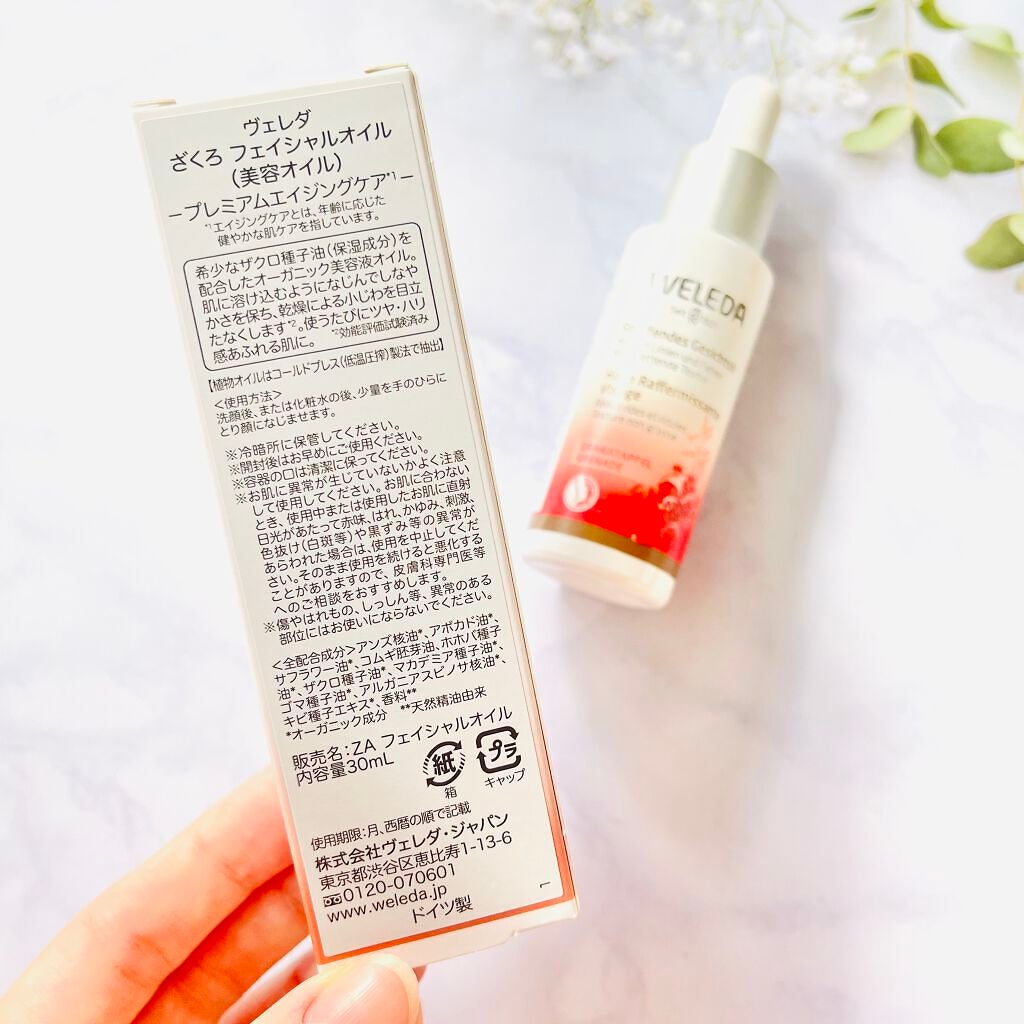 ヴェレダ
ざくろ フェイシャルオイル
(美容オイル)
−プレミアムエイジングケア*1−
*1エイジングケアとは、年齢に応じた
健やかな肌ケアを指しています。
希少なザクロ種子油(保湿成分)を
配合したオーガニック美容液オイル。
肌に溶け込むようになじんでしなや
かさを保ち、乾燥による小じわを目立
たなくします*2。使うたびにツヤ・ハリ
感あふれる肌に。 *2効能評価試験済み
【植物オイルはコールドプレス(低温圧搾)製法で抽出】
<使用方法>
洗顔後、または化粧水の後、少量を手のひらに
とり顔になじませます。
※冷暗所に保管してください。
※開封後はお早めにご使用ください。
※容器の口は清潔に保ってください。
※お肌に異常が生じていないかよく注意
して使用してください。お肌に合わない
とき、使用中または使用したお肌に直射
日光があたって赤味、はれ、かゆみ、刺激、
色抜け(白斑等)や黒ずみ等の異常が
あらわれた場合は、使用を中止してくだ
さい。そのまま使用を続けると悪化する
ことがありますので、皮膚科専門医等
へのご相談をおすすめします。
※傷やはれもの、しっしん等、異常のある
部位にはお使いにならないでください。
<全配合成分>アンズ核油*、アボカド油*、
サフラワー油*、コムギ胚芽油、ホホバ種子
油*、ザクロ種子油*、マカデミア種子油*、
ゴマ種子油*、アルガニアスピノサ核油*、
キビ種子エキス*、香料**
*オーガニック成分 **天然精油由来
販売名:ZA フェイシャルオイル
内容量30mL
紙
箱
プラ
キャップ
使用期限:月、西暦の順で記載
株式会社ヴェレダ・ジャパン
東京都渋谷区恵比寿1-13-6
0120-070601
www.weleda.jp
ドイツ製
WELEDA
Raffermissant